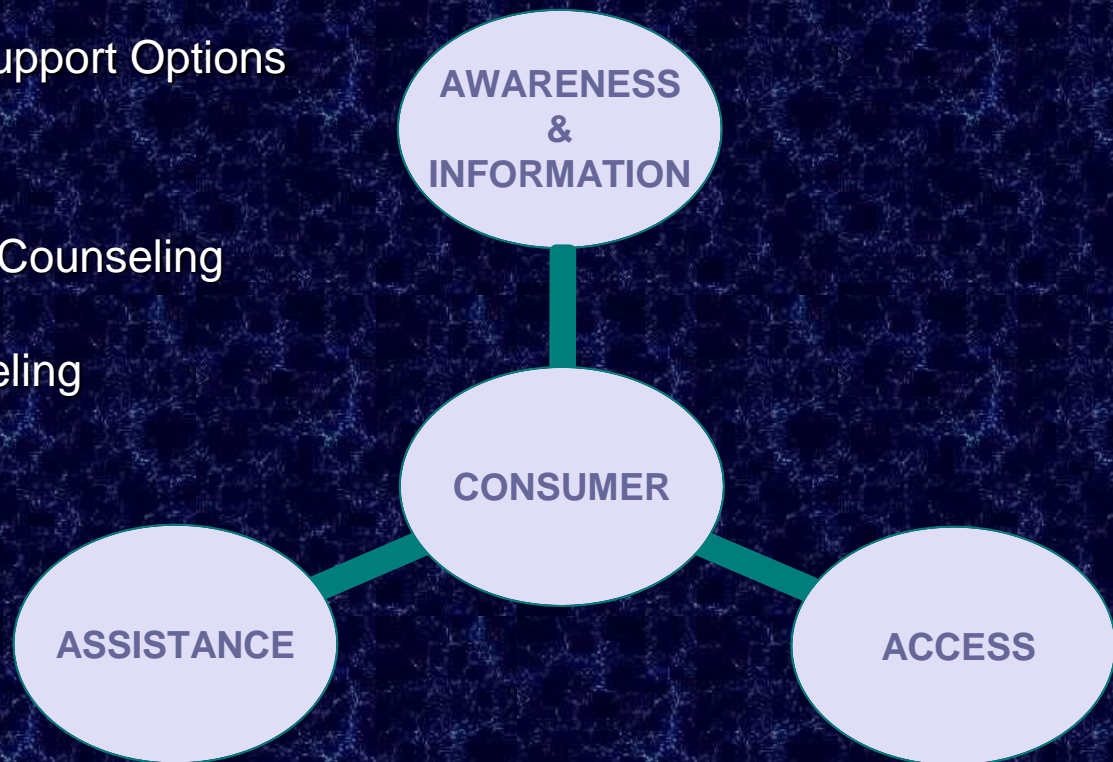 upport Options
Counseling
eling
AWARENESS
&
INFORMATION
CONSUMER
ASSISTANCE
ACCESS